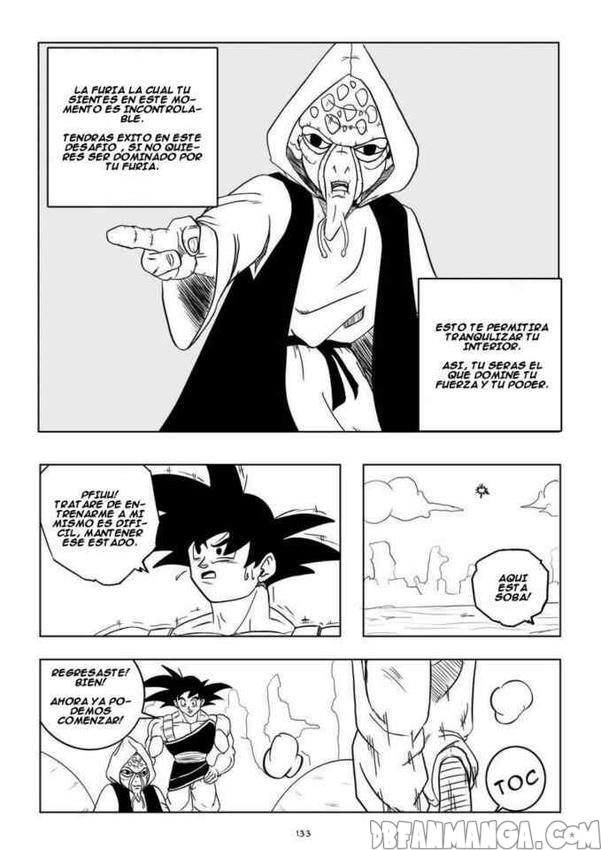 LA FURIA LA CUAL TU
SIENTES EN ESTE MO-
MENTO ES INCONTROLA-
BLE.
TENDRAS EXITO EN ESTE
DESAFIO , SI NO QUIE-
RES SER DOMINADO POR
TU FURIA.
ESTO TE PERMITIRA
TRANQULIZAR TU
INTERIOR.
ASI, TU SERAS EL
QUE DOMINE TU
FUERZA Y TU PODER.
PFIUU!
TRATARE DE EN-
TRENARME A MI
MISMO ES DIFI-
CIL, MANTENER
ESE ESTADO.
AQUI
ESTA
SOBA!
REGRESASTE!
BIEN!
AHORA YA PO-
DEMOS
COMENZAR!
TOC
133
DBFANMANGA.COM